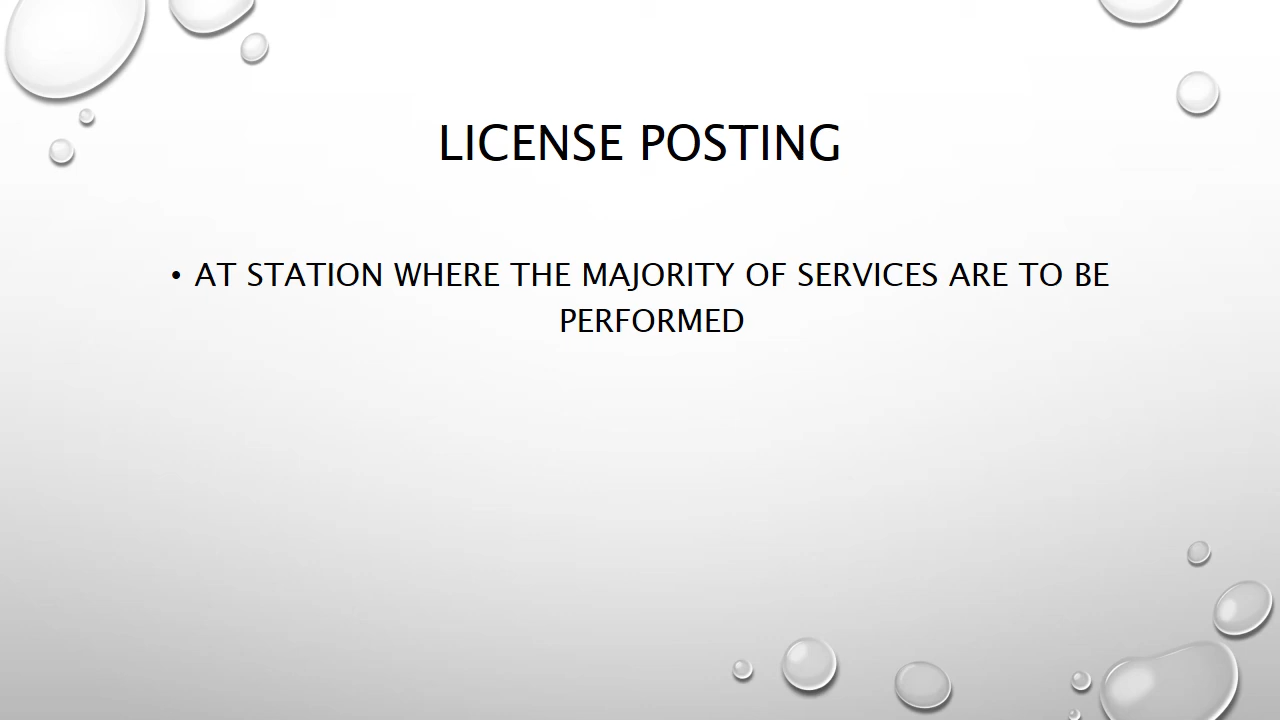 LICENSE POSTING
• AT STATION WHERE THE MAJORITY OF SERVICES ARE TO BE
PERFORMED